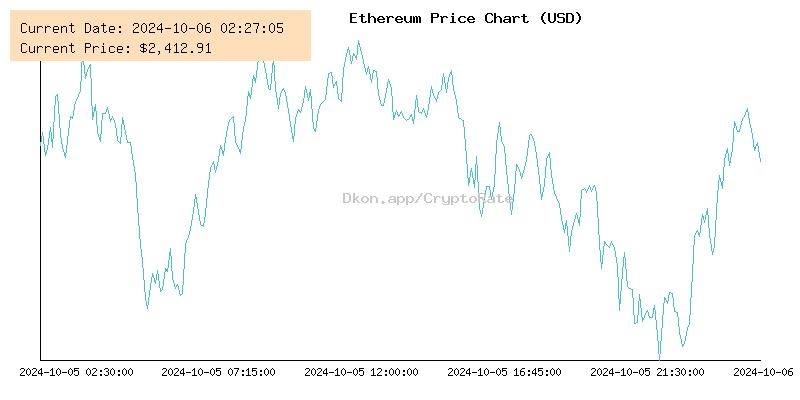 Ethereum Price Chart (USD)
Current Date: 2024-10-06 02:27:05
Current Price: $2,412.91
Dkon.app/CryptoRate
2024-10-05 02:30:00 2024-10-05 07:15:00 2024-10-05 12:00:00 2024-10-05 16:45:00 2024-10-05 21:30:00 2024-10-06